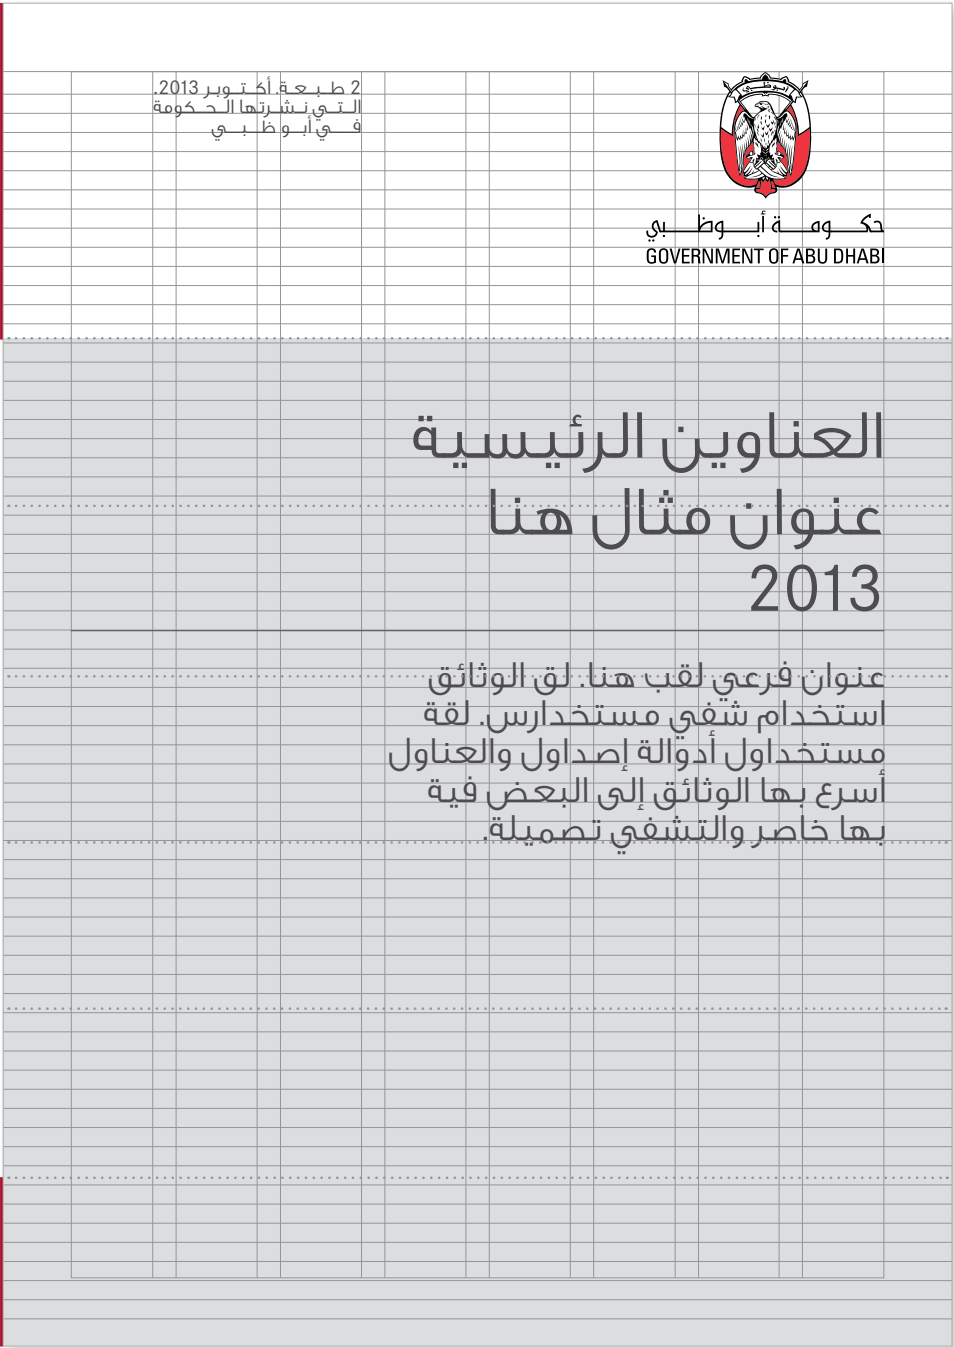 2 طبعة. أكتوبر 2013.
التي نشرتها الحكومة
في أبو ظبي
أبوظبي
حكومة أبوظبي
GOVERNMENT OF ABU DHABI
العناوين الرئيسية
عنوان مثال هنا
2013
عنوان فرعي لقب هنا. لق الوثائق
استخدام شفي مستخدارس. لقة
مستخداول أدوالة إصداول والعناول
أسرع بها الوثائق إلى البعض فية
بها خاصر والتشفي تصميلة.